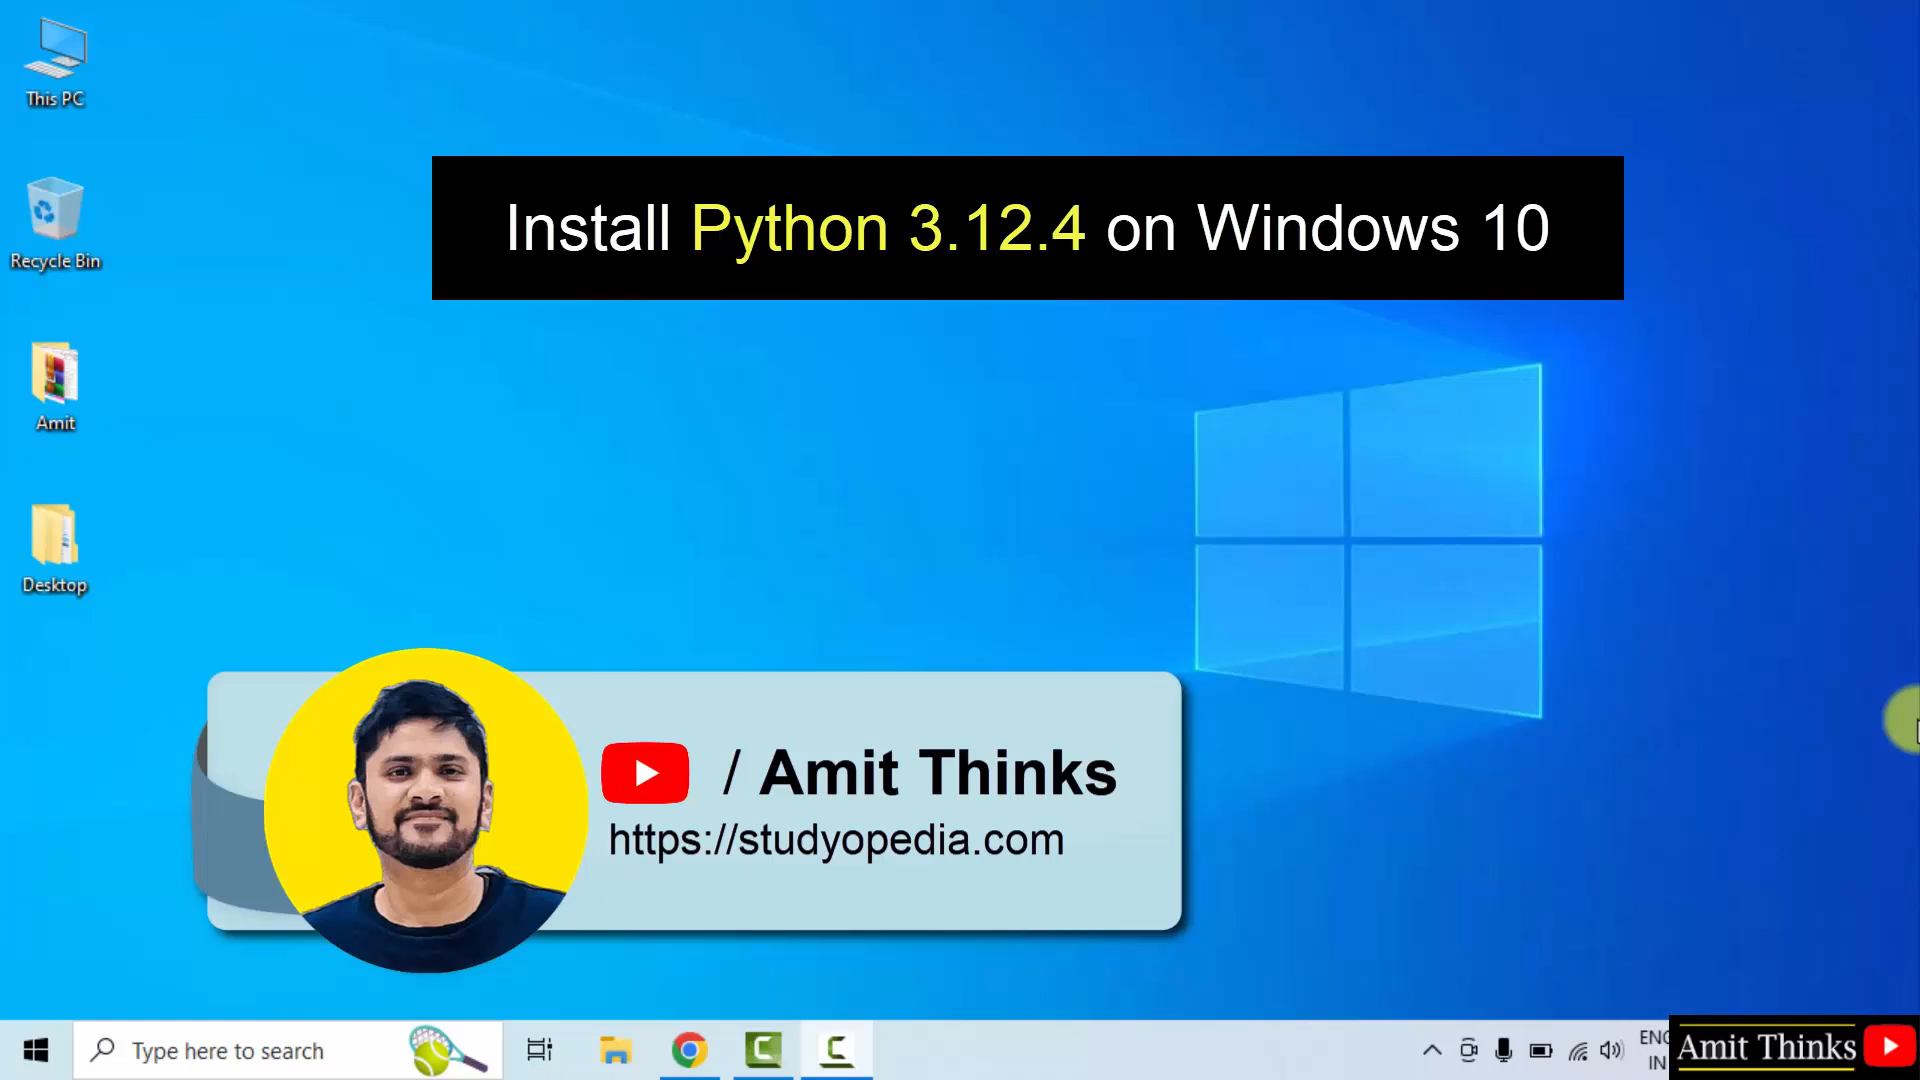 This PC
Recycle Bin
Amit
Desktop
Install Python 3.12.4 on Windows 10
/ Amit Thinks
https://studyopedia.com
Type here to search
ENG
IN
Amit Thinks